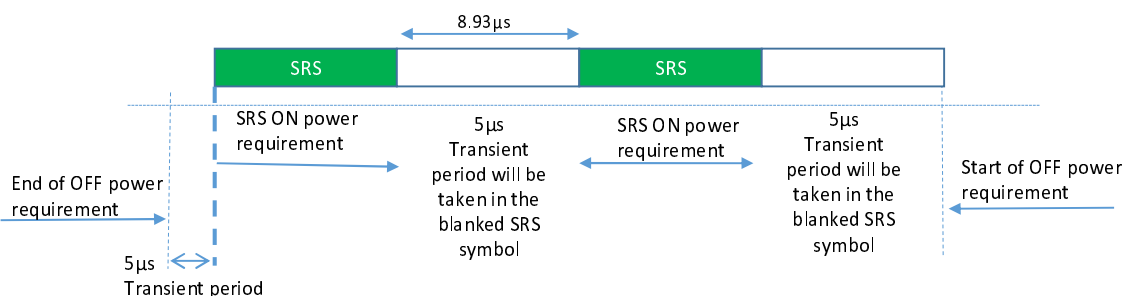 8.93µs
SRS
SRS
SRS ON power
requirement
5µs
Transient
period will be
taken in the
blanked SRS
symbol
SRS ON power
requirement
5µs
Transient
period will be
taken in the
blanked SRS
symbol
End of OFF power
requirement
Start of OFF power
requirement
5µs
Transient period